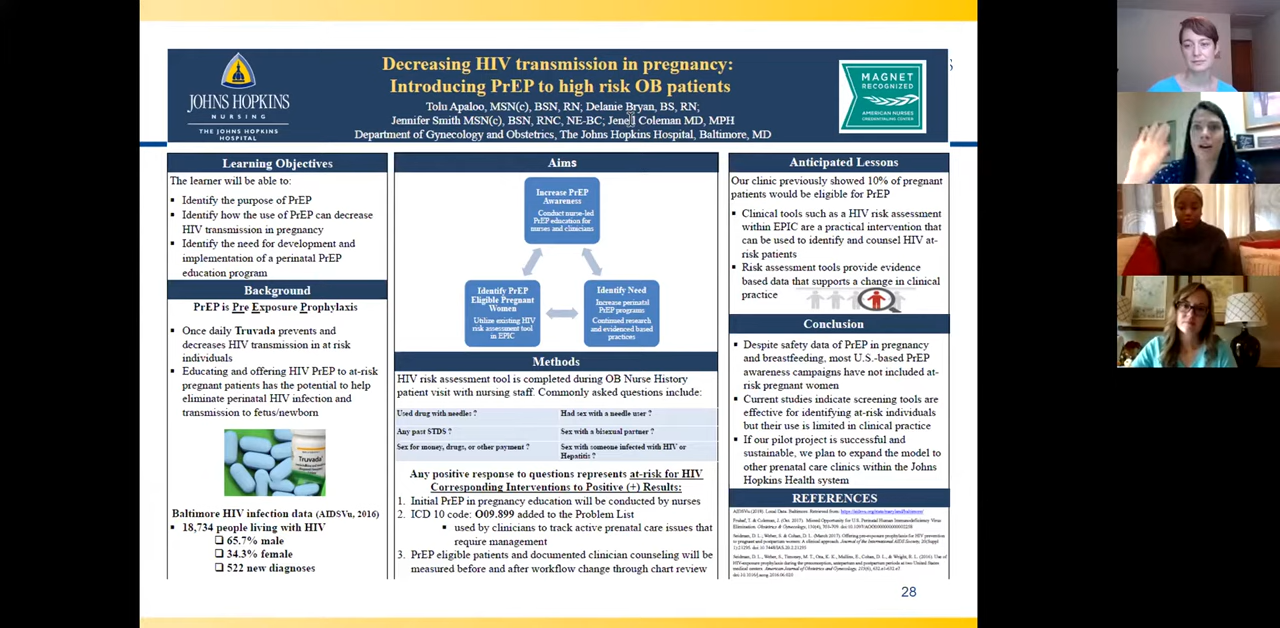 JOHNS HOPKINS
NURSING
THE JOHNS HOPKINS
HOSPITAL
Decreasing HIV transmission in pregnancy:
Introducing PrEP to high risk OB patients
Tolu Apaloo, MSN(c), BSN, RN; Delanie Bryan, BS, RN;
Jennifer Smith MSN(c), BSN, RNC, NE-BC; Jenell Coleman MD, MPH
Department of Gynecology and Obstetrics, The Johns Hopkins Hospital, Baltimore, MD
MAGNET
RECOGNIZED
AMERICAN NURSES
CREDENTIALING CENTER
Learning Objectives
The learner will be able to:
▪ Identify the purpose of PrEP
▪ Identify how the use of PrEP can decrease
HIV transmission in pregnancy
▪ Identify the need for development and
implementation of a perinatal PrEP
education program
Background
PrEP is Pre Exposure Prophylaxis
▪ Once daily Truvada prevents and
decreases HIV transmission in at risk
individuals
▪ Educating and offering HIV PrEP to at-risk
pregnant patients has the potential to help
eliminate perinatal HIV infection and
transmission to fetus/newborn
Truvada
Baltimore HIV infection data (AIDSVu, 2016)
▪ 18,734 people living with HIV
❑ 65.7% male
❑ 34.3% female
❑ 522 new diagnoses
Aims
Increase PrEP
Awareness
Conduct nurse-led
PrEP education for
nurses and clinicians
Identify PrEP
Eligible Pregnant
Women
Utilize existing HIV
risk assessment tool
in EPIC
Identify Need
Increase perinatal
PrEP programs
Continued research
and evidenced based
practices
Methods
HIV risk assessment tool is completed during OB Nurse History
patient visit with nursing staff. Commonly asked questions include:
Used drug with needles ? Had sex with a needle user ?
Any past STDS ? Sex with a bisexual partner ?
Sex for money, drugs, or other payment ? Sex with someone infected with HIV or
Hepatitis ?
Any positive response to questions represents at-risk for HIV
Corresponding Interventions to Positive (+) Results:
1. Initial PrEP in pregnancy education will be conducted by nurses
2. ICD 10 code: O09.899 added to the Problem List
▪ used by clinicians to track active prenatal care issues that
require management
3. PrEP eligible patients and documented clinician counseling will be
measured before and after workflow change through chart review
Anticipated Lessons
Our clinic previously showed 10% of pregnant
patients would be eligible for PrEP
▪ Clinical tools such as a HIV risk assessment
within EPIC are a practical intervention that
can be used to identify and counsel HIV at-
risk patients
▪ Risk assessment tools provide evidence
based data that supports a change in clinical
practice
Conclusion
▪ Despite safety data of PrEP in pregnancy
and breastfeeding, most U.S.-based PrEP
awareness campaigns have not included at-
risk pregnant women
▪ Current studies indicate screening tools are
effective for identifying at-risk individuals
but their use is limited in clinical practice
▪ If our pilot project is successful and
sustainable, we plan to expand the model to
other prenatal care clinics within the Johns
Hopkins Health system
REFERENCES
28